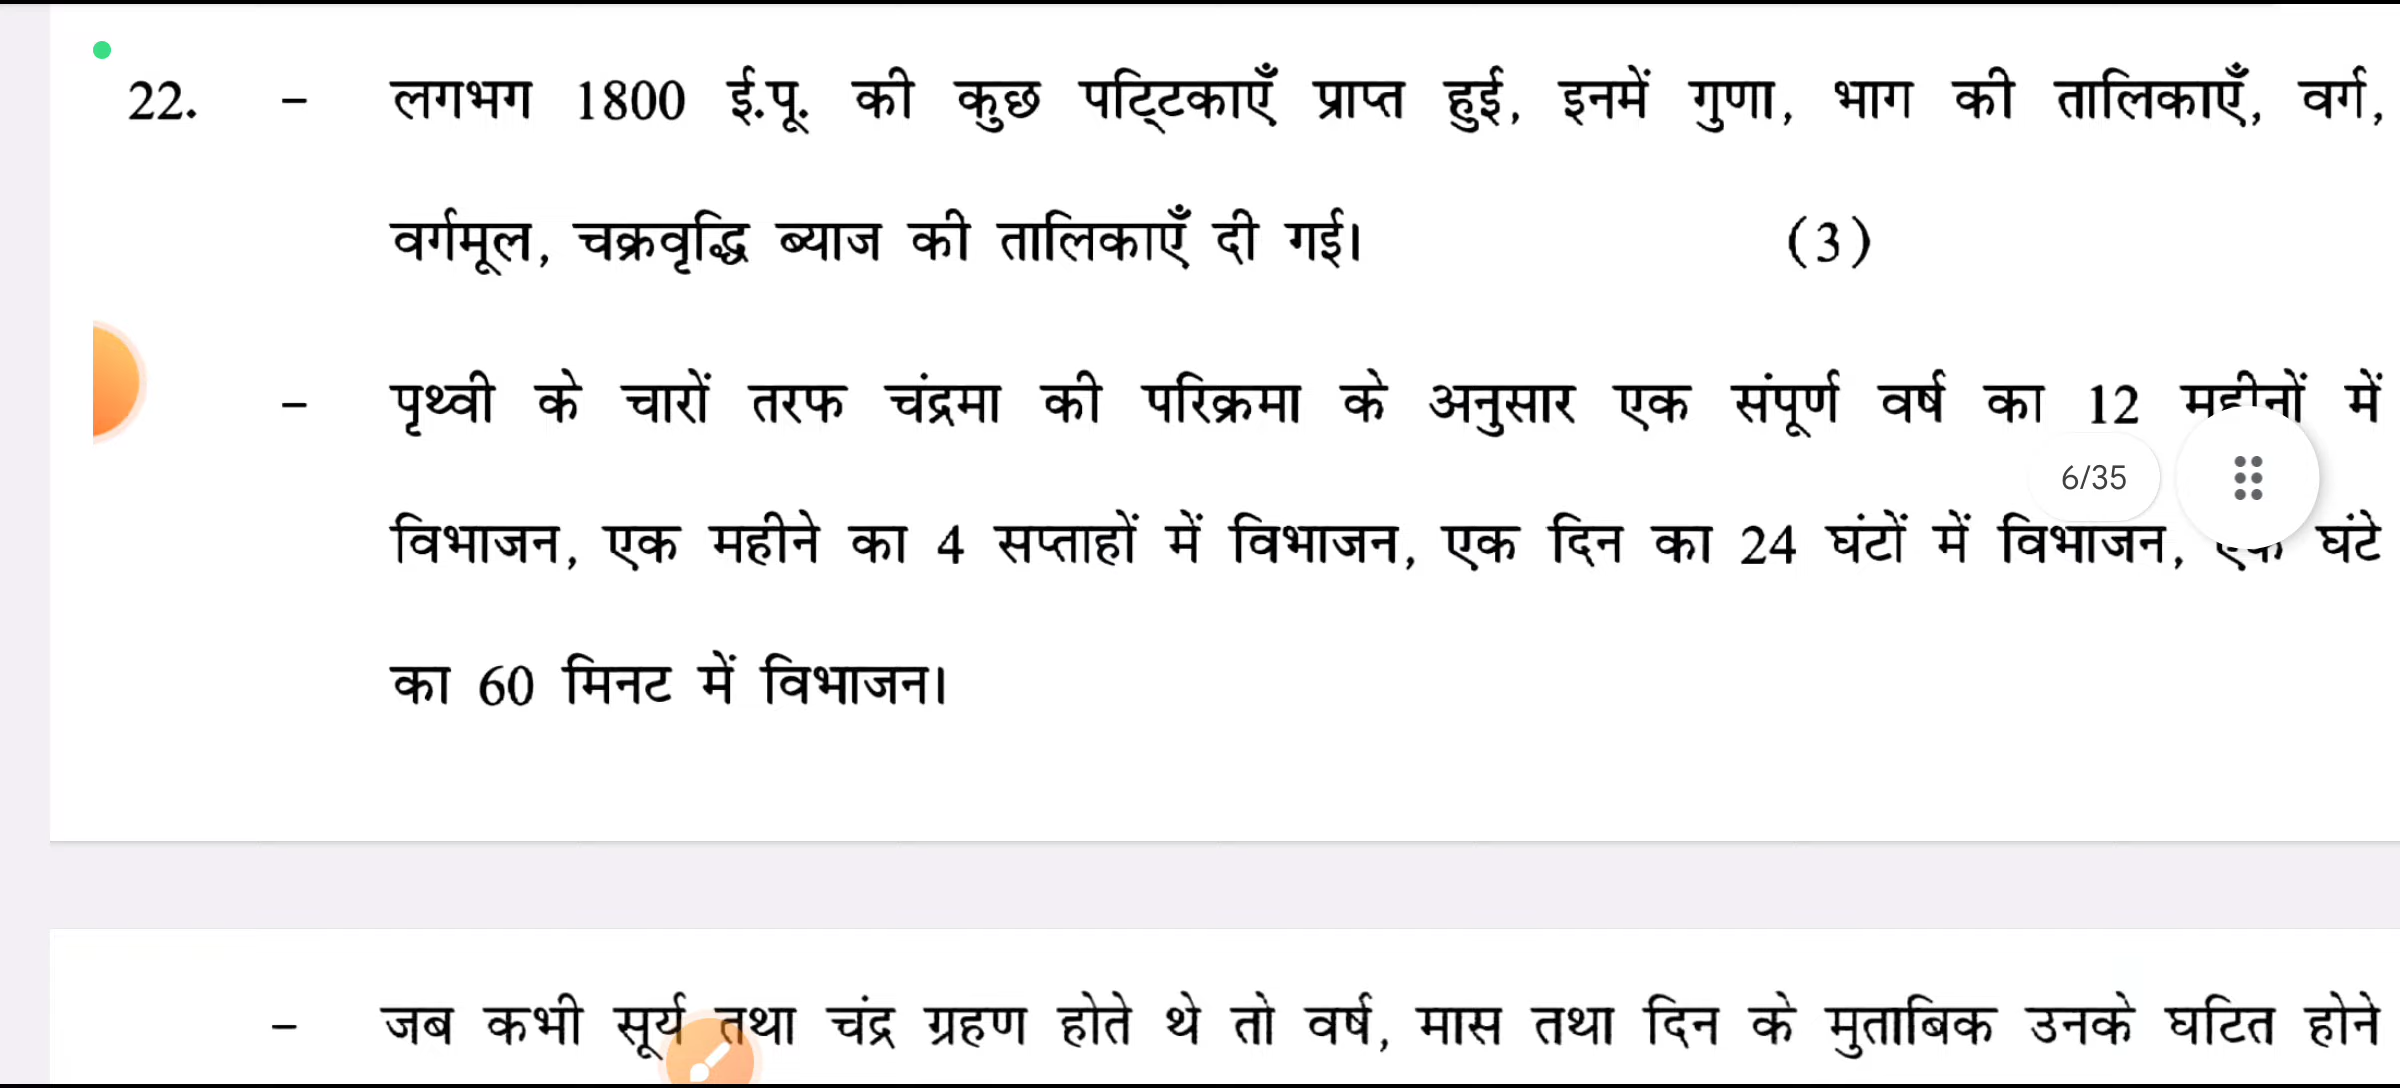 22. - लगभग 1800 ई.पू. की कुछ पट्टिकाएँ प्राप्त हुई, इनमें गुणा, भाग की तालिकाएँ, वर्ग,
वर्गमूल, चक्रवृद्धि ब्याज की तालिकाएँ दी गई। (3)
- पृथ्वी के चारों तरफ चंद्रमा की परिक्रमा के अनुसार एक संपूर्ण वर्ष का 12 महीनों में
6/35
विभाजन, एक महीने का 4 सप्ताहों में विभाजन, एक दिन का 24 घंटों में विभाजन, एक घंटे
का 60 मिनट में विभाजन।
- जब कभी सूर्य तथा चंद्र ग्रहण होते थे तो वर्ष, मास तथा दिन के मुताबिक उनके घटित होने